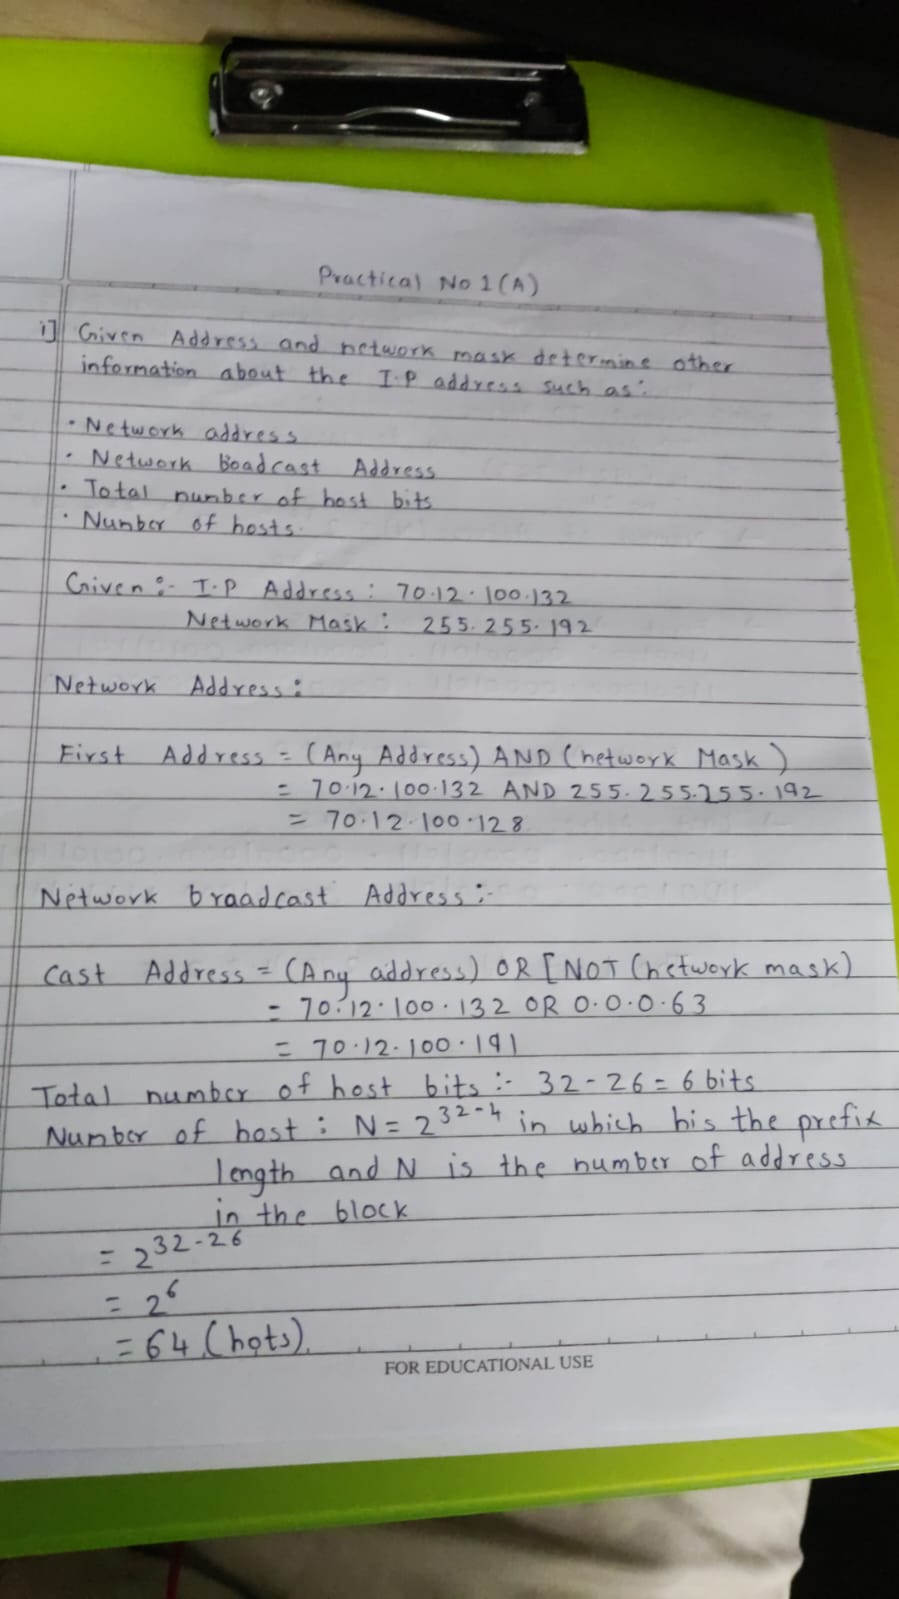 Practical No 1 (A)
i] Given Address and network mask determine other
information about the I.P address such as:
• Network address
• Network Boadcast Address
• Total number of host bits
• Number of hosts.
Given :- I.P Address : 70.12.100.132
Network Mask : 255.255.192
Network Address :
First Address = (Any Address) AND (network Mask)
= 70.12.100.132 AND 255.255.255.192
= 70.12.100.128
Network broadcast Address :-
Cast Address = (Any address) OR [NOT (network mask)
= 70.12.100.132 OR 0.0.0.63
= 70.12.100.191
Total number of host bits :- 32-26 = 6 bits
Number of host : N = 2^32-4 in which his the prefix
length and N is the number of address
in the block
= 2^32-26
= 2^6
= 64 (hots).
FOR EDUCATIONAL USE